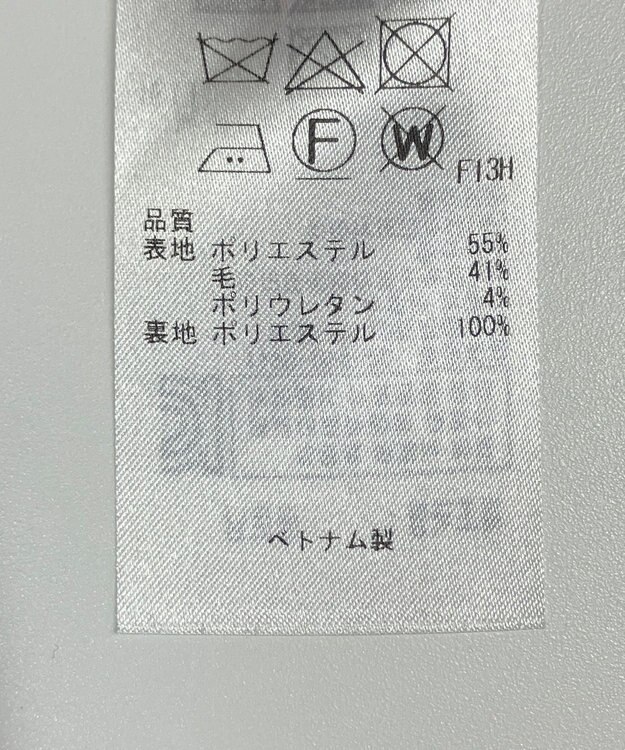 F W F13H
品質
表地 ポリエステル 55%
毛 41%
ポリウレタン 4%
裏地 ポリエステル 100%
ベトナム製